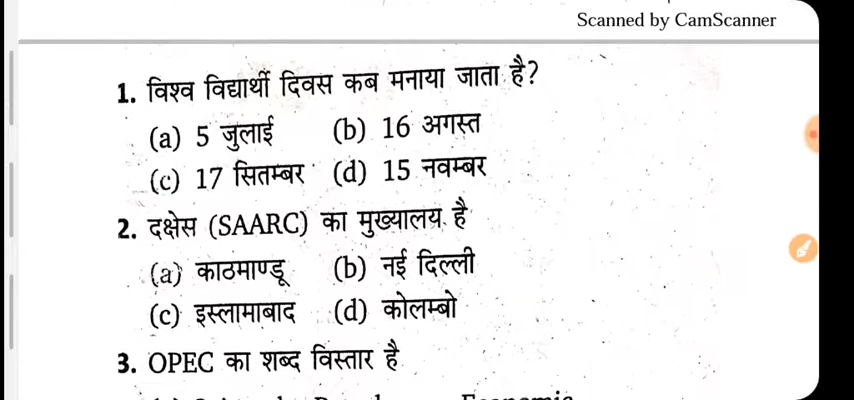 Scanned by CamScanner
1. विश्व विद्यार्थी दिवस कब मनाया जाता है?
(a) 5 जुलाई (b) 16 अगस्त
(c) 17 सितम्बर (d) 15 नवम्बर
2. दक्षेस (SAARC) का मुख्यालय है
(a) काठमाण्डू (b) नई दिल्ली
(c) इस्लामाबाद (d) कोलम्बो
3. OPEC का शब्द विस्तार है